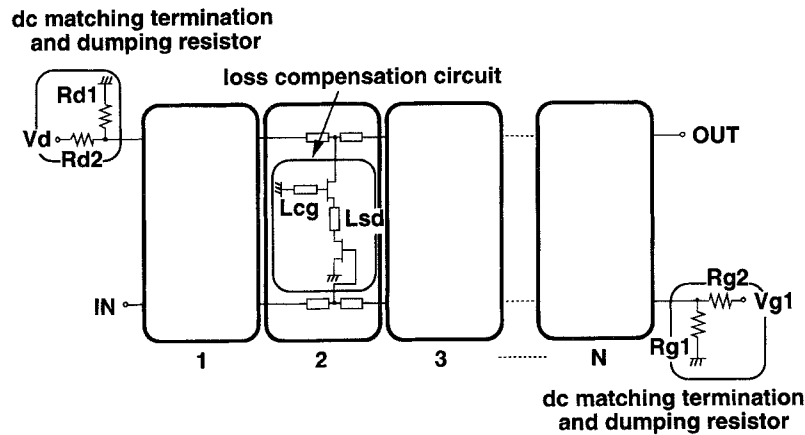 dc matching termination
and dumping resistor
loss compensation circuit
Rd1
Vd
Rd2
OUT
Lcg
Lsd
IN
Rg2
Vg1
Rg1
1
2
3
N
dc matching termination
and dumping resistor